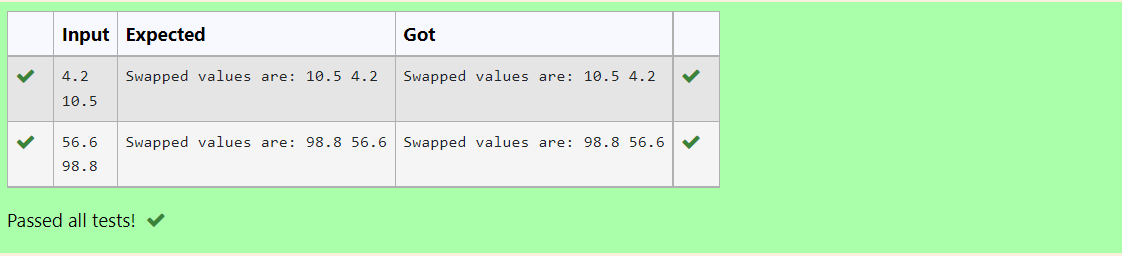 Input Expected Got
4.2 Swapped values are: 10.5 4.2 Swapped values are: 10.5 4.2
10.5
56.6 Swapped values are: 98.8 56.6 Swapped values are: 98.8 56.6
98.8
Passed all tests!